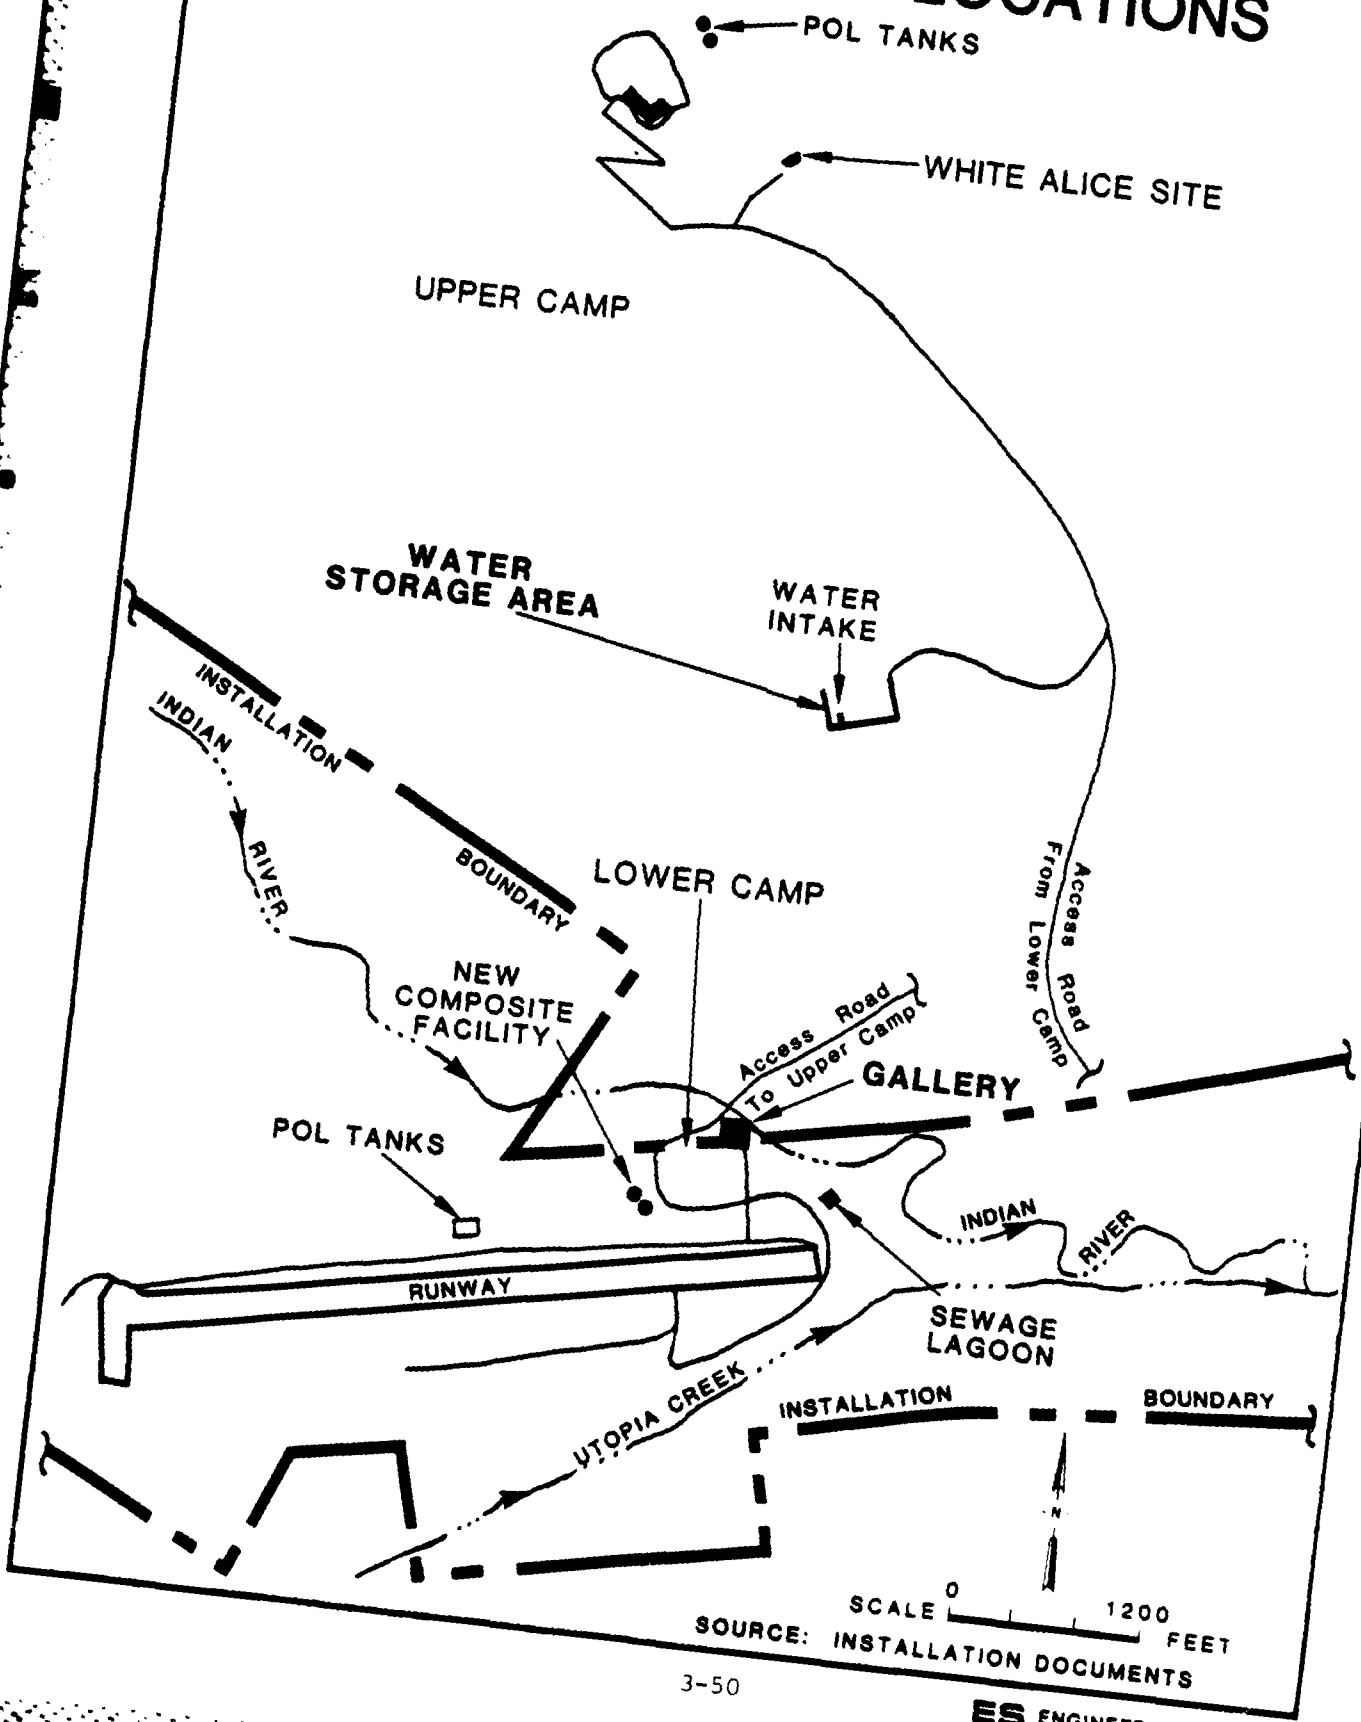 POL TANKS
WHITE ALICE SITE
UPPER CAMP
WATER
STORAGE AREA
WATER
INTAKE
INSTALLATION
BOUNDARY
INDIAN
RIVER
LOWER CAMP
Access Road
From Lower Camp
NEW
COMPOSITE
FACILITY
Access Road
To Upper Camp
GALLERY
POL TANKS
INDIAN
RIVER
RUNWAY
SEWAGE
LAGOON
UTOPIA CREEK
INSTALLATION
BOUNDARY
N
0
1200
SCALE
FEET
SOURCE: INSTALLATION DOCUMENTS
3-50
ES